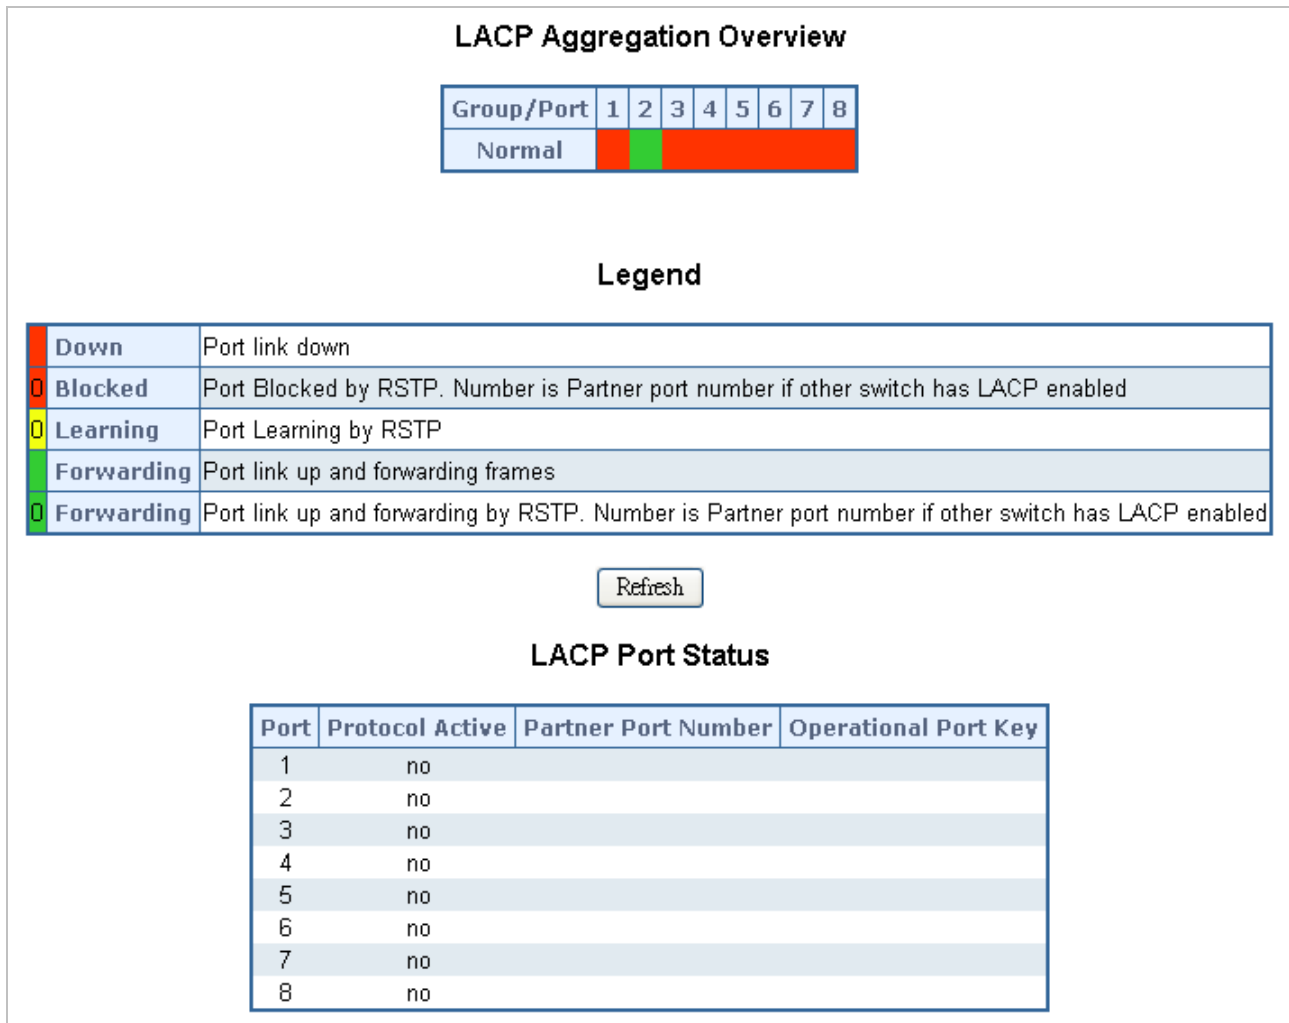 LACP Aggregation Overview
Group/Port 1 2 3 4 5 6 7 8
Normal
Legend
Down Port link down
0 Blocked Port Blocked by RSTP. Number is Partner port number if other switch has LACP enabled
0 Learning Port Learning by RSTP
Forwarding Port link up and forwarding frames
0 Forwarding Port link up and forwarding by RSTP. Number is Partner port number if other switch has LACP enabled
Refresh
LACP Port Status
Port Protocol Active Partner Port Number Operational Port Key
1 no
2 no
3 no
4 no
5 no
6 no
7 no
8 no